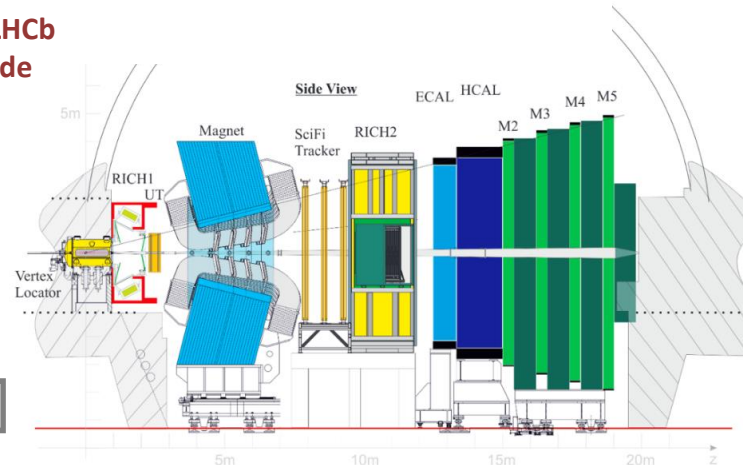 HCb
de
Side View
ECAL
HCAL
M2
M3
M4
M5
5m
Magnet
SciFi
Tracker
RICH2
RICH1
UT
Vertex
Locator
5m
10m
15m
20m
z